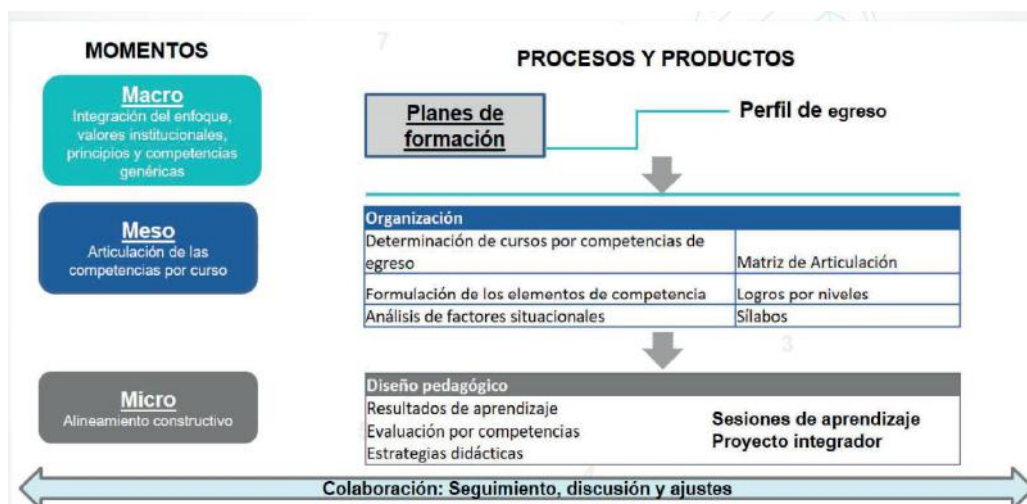 MOMENTOS
PROCESOS Y PRODUCTOS
7
Macro
Integración del enfoque,
valores institucionales,
principios y competencias
genéricas
Planes de
formación
Perfil de egreso
Meso
Articulación de las
competencias por curso
Organización
Determinación de cursos por competencias de
egreso
Matriz de Articulación
Formulación de los elementos de competencia
Logros por niveles
Análisis de factores situacionales
Sílabos
3
Micro
Alineamiento constructivo
Diseño pedagógico
Resultados de aprendizaje
Evaluación por competencias
Estrategias didácticas
Sesiones de aprendizaje
Proyecto integrador
4
Colaboración: Seguimiento, discusión y ajustes